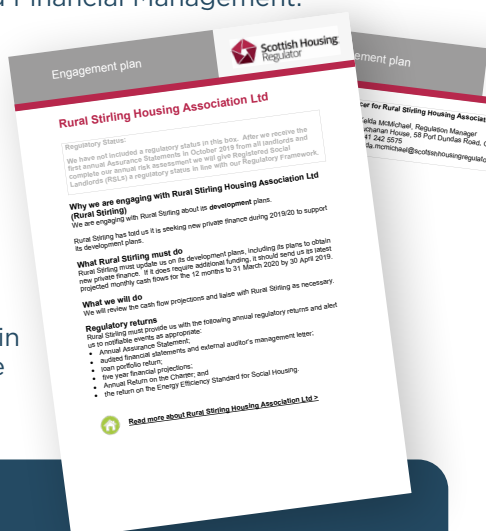 Financial Management.
Engagement plan
Scottish Housing
Regulator
Rural Stirling Housing Association Ltd
Regulatory Status:
We have not included a regulatory status in this box. After we receive the
first annual Assurance Statements in October 2019 from all landlords and
complete our annual risk assessment we will give Registered Social
Landlords (RSLs) a regulatory status in line with our Regulatory Framework.
Why we are engaging with Rural Stirling Housing Association Ltd
(Rural Stirling)
We are engaging with Rural Stirling about its development plans.
Rural Stirling has told us it is seeking new private finance during 2019/20 to support
its development plans.
What Rural Stirling must do
Rural Stirling must update us on its development plans, including its plans to obtain
new private finance. If it does require additional funding, it should send us its latest
projected monthly cash flows for the 12 months to 31 March 2020 by 30 April 2019.
What we will do
We will review the cash flow projections and liaise with Rural Stirling as necessary.
Regulatory returns
Rural Stirling must provide us with the following annual regulatory returns and alert
us to notifiable events as appropriate:
• Annual Assurance Statement;
• audited financial statements and external auditor's management letter;
• loan portfolio return;
• five year financial projections;
• Annual Return on the Charter; and
• the return on the Energy Efficiency Standard for Social Housing.
Read more about Rural Stirling Housing Association Ltd >
ement plan
cer for Rural Stirling Housing Associat
elda McMichael, Regulation Manager
chanan House, 58 Port Dundas Road, G
41 242 5575
da.mcmichael@scottishhousingregulato
in
e